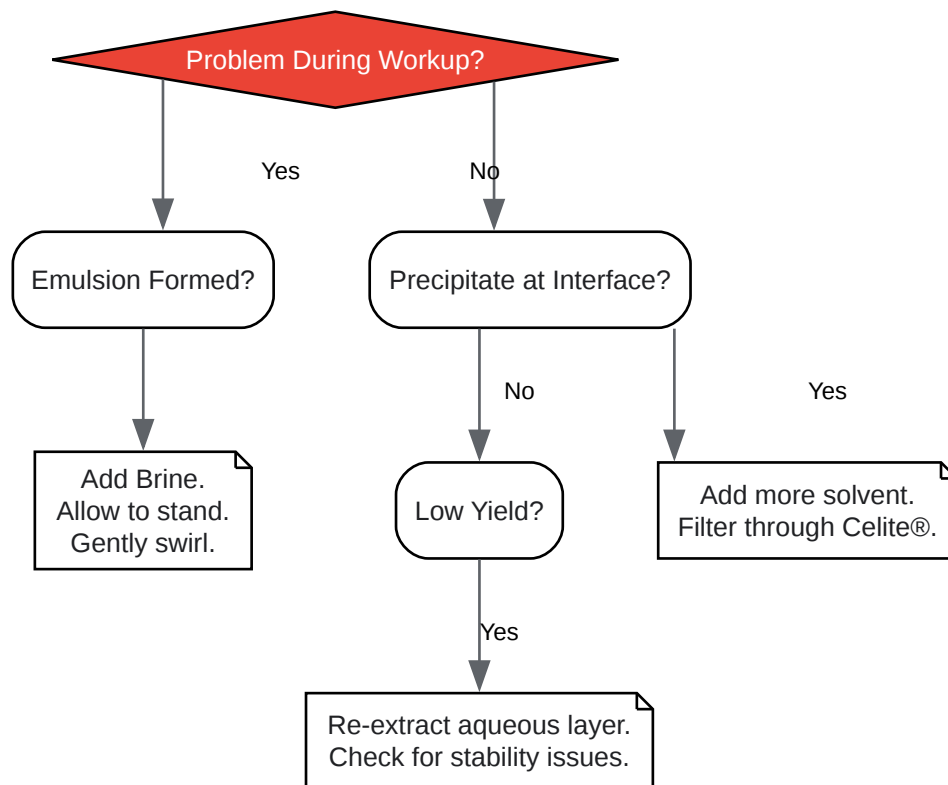 Problem During Workup?
Yes
No
Emulsion Formed?
Precipitate at Interface?
No
Yes
Add Brine.
Allow to stand.
Gently swirl.
Low Yield?
Add more solvent.
Filter through Celite®.
Yes
Re-extract aqueous layer.
Check for stability issues.